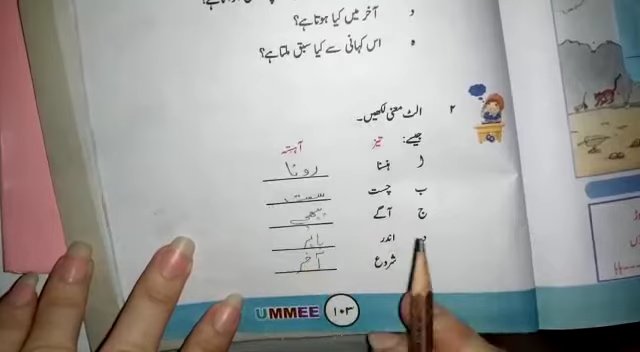 د آخر میں کیا ہوتا ہے؟
ہ اس کہانی سے کیا سبق ملتا ہے؟
۲ الٹ معنی لکھیں۔
جیسے: تیز آہستہ
ا ہنسنا رونا
ب چست سست
ج آگے پیچھے
د اندر باہر
شروع آخر
UMMEE ۱۰۳